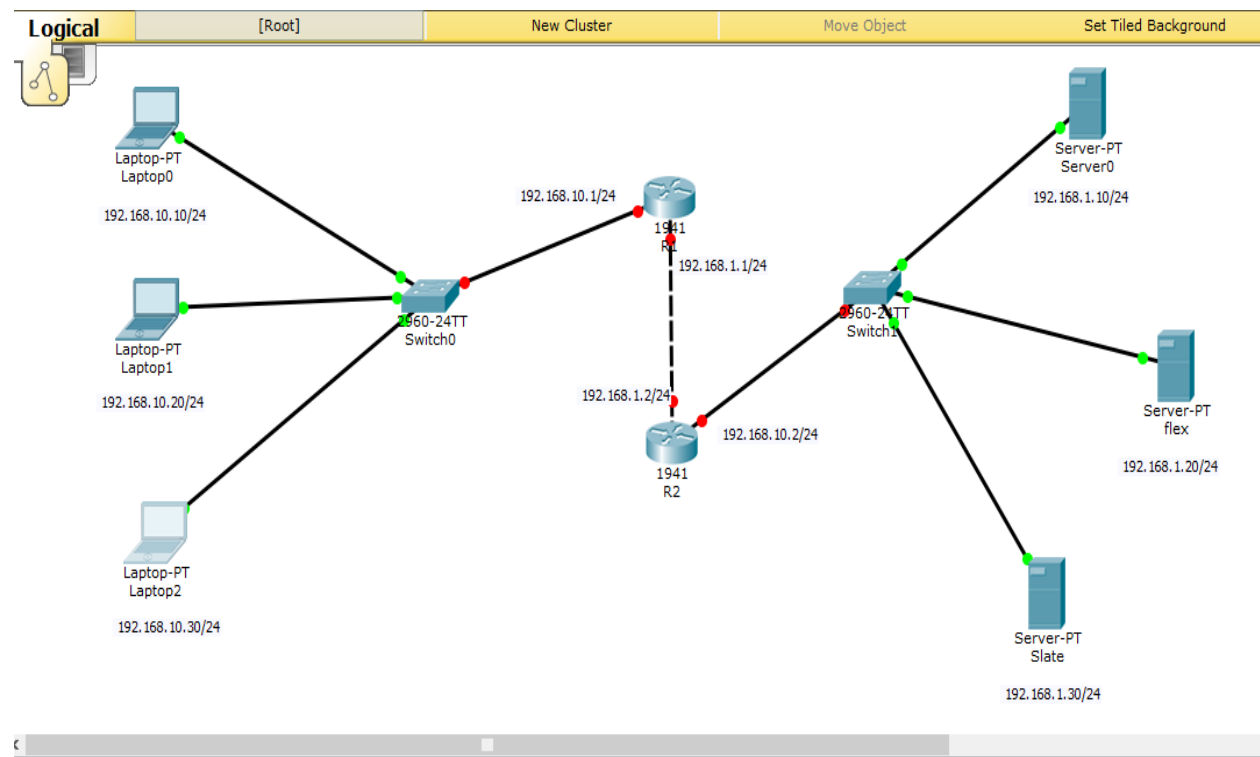 Logical [Root] New Cluster Move Object Set Tiled Background
Laptop-PT
Laptop0
192.168.10.10/24
Laptop-PT
Laptop1
192.168.10.20/24
Laptop-PT
Laptop2
192.168.10.30/24
2960-24TT
Switch0
192.168.10.1/24
1941
R1
192.168.1.1/24
192.168.1.2/24
1941
R2
192.168.10.2/24
2960-24TT
Switch1
Server-PT
Server0
192.168.1.10/24
Server-PT
flex
192.168.1.20/24
Server-PT
Slate
192.168.1.30/24